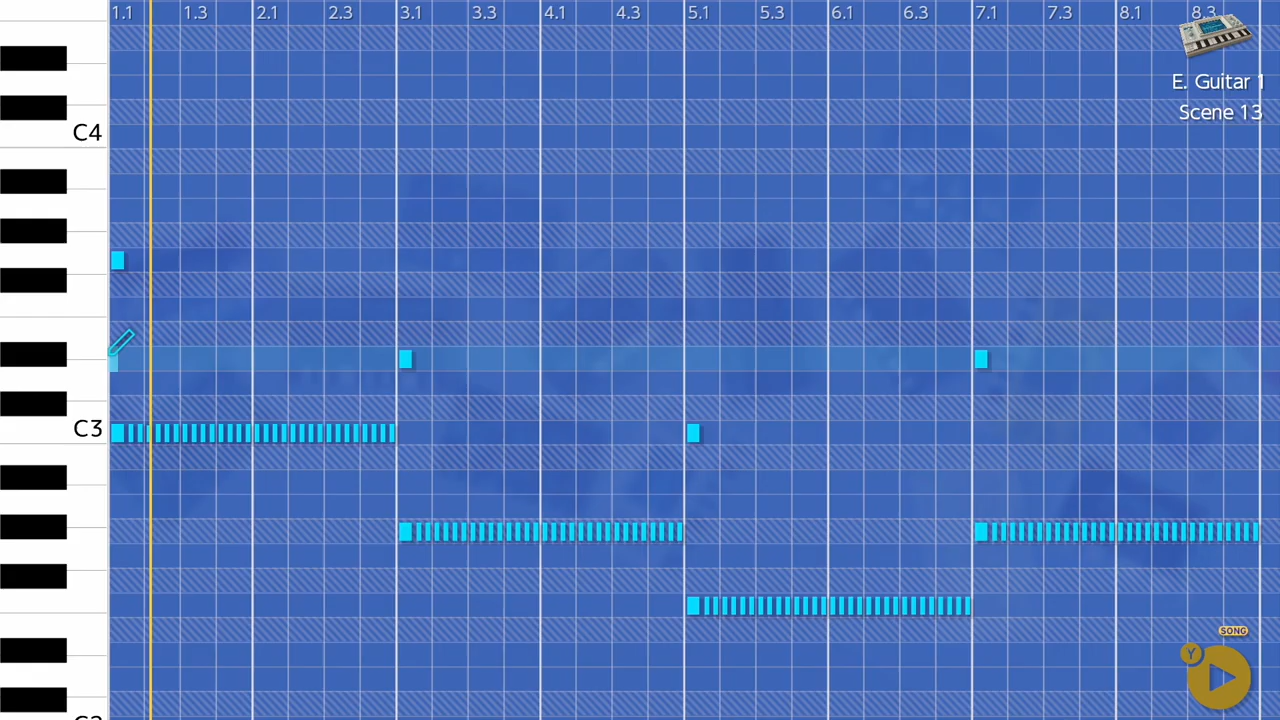 1.1 1.3 2.1 2.3 3.1 3.3 4.1 4.3 5.1 5.3 6.1 6.3 7.1 7.3 8.1 8.3
E. Guitar 1
Scene 13
C4
C3
SONG
Y